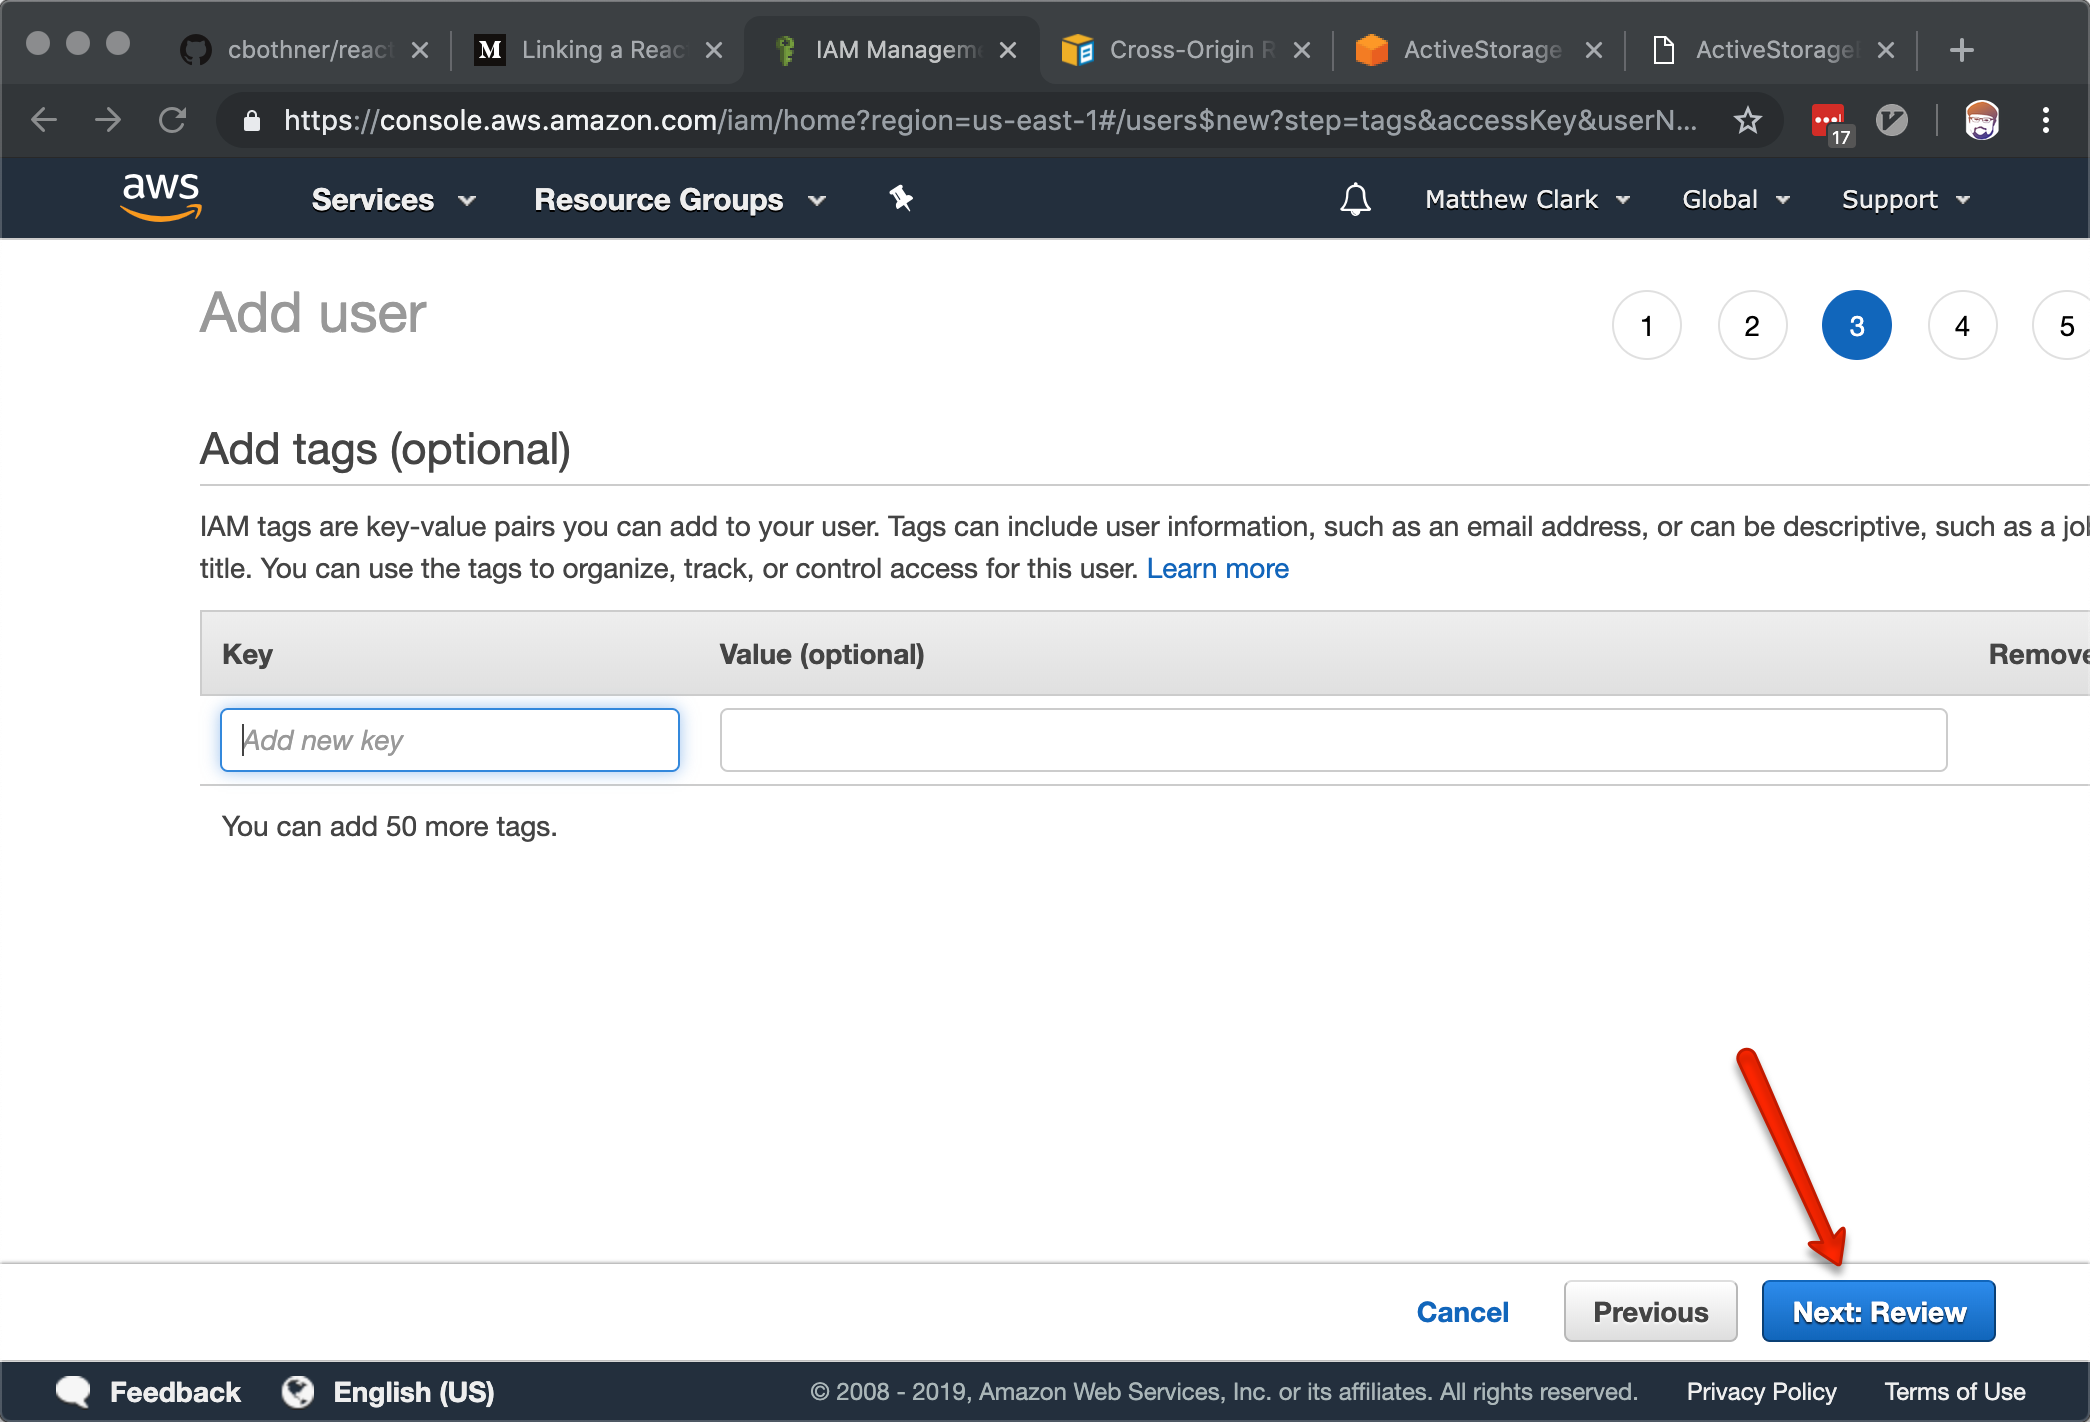 cbothner/react
M Linking a Reac
IAM Manageme
Cross-Origin R
ActiveStorage
ActiveStorage
https://console.aws.amazon.com/iam/home?region=us-east-1#/users$new?step=tags&accessKey&userN...
17
aws
Services
Resource Groups
Matthew Clark
Global
Support
Add user
1 2 3 4 5
Add tags (optional)
IAM tags are key-value pairs you can add to your user. Tags can include user information, such as an email address, or can be descriptive, such as a job
title. You can use the tags to organize, track, or control access for this user. Learn more
Key Value (optional) Remove
Add new key
You can add 50 more tags.
Cancel Previous Next: Review
Feedback English (US) © 2008 - 2019, Amazon Web Services, Inc. or its affiliates. All rights reserved. Privacy Policy Terms of Use